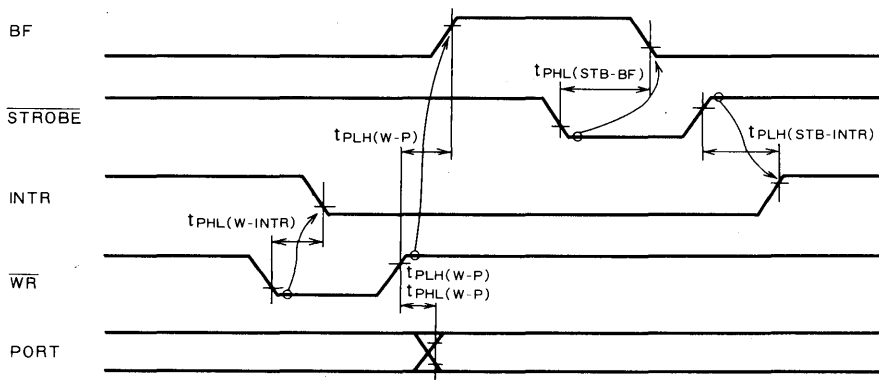 BF
tPHL(STB-BF)
STROBE
tPLH(W-P)
tPLH(STB-INTR)
INTR
tPHL(W-INTR)
WR
tPLH(W-P)
tPHL(W-P)
PORT